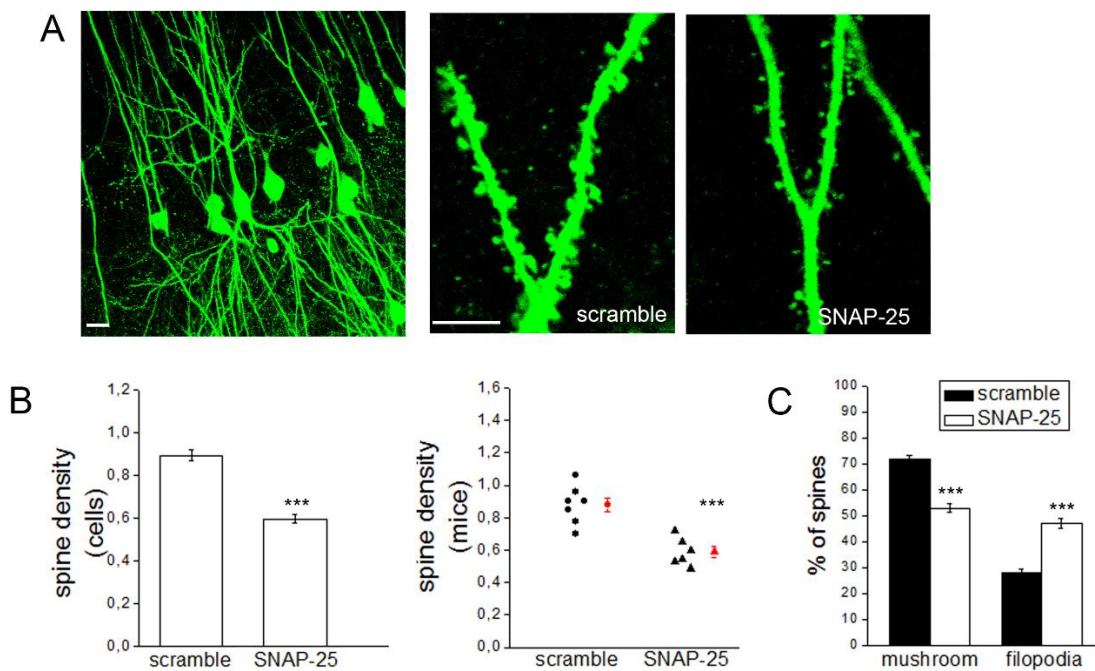 A
scramble
SNAP-25
B
spine density
(cells)
1,2
1,0
0,8
0,6
0,4
0,2
0,0
***
scramble
SNAP-25
spine density
(mice)
1,6
1,4
1,2
1,0
0,8
0,6
0,4
0,2
0,0
***
scramble
SNAP-25
C
% of spines
100
90
80
70
60
50
40
30
20
10
0
scramble
SNAP-25
***
***
mushroom
filopodia